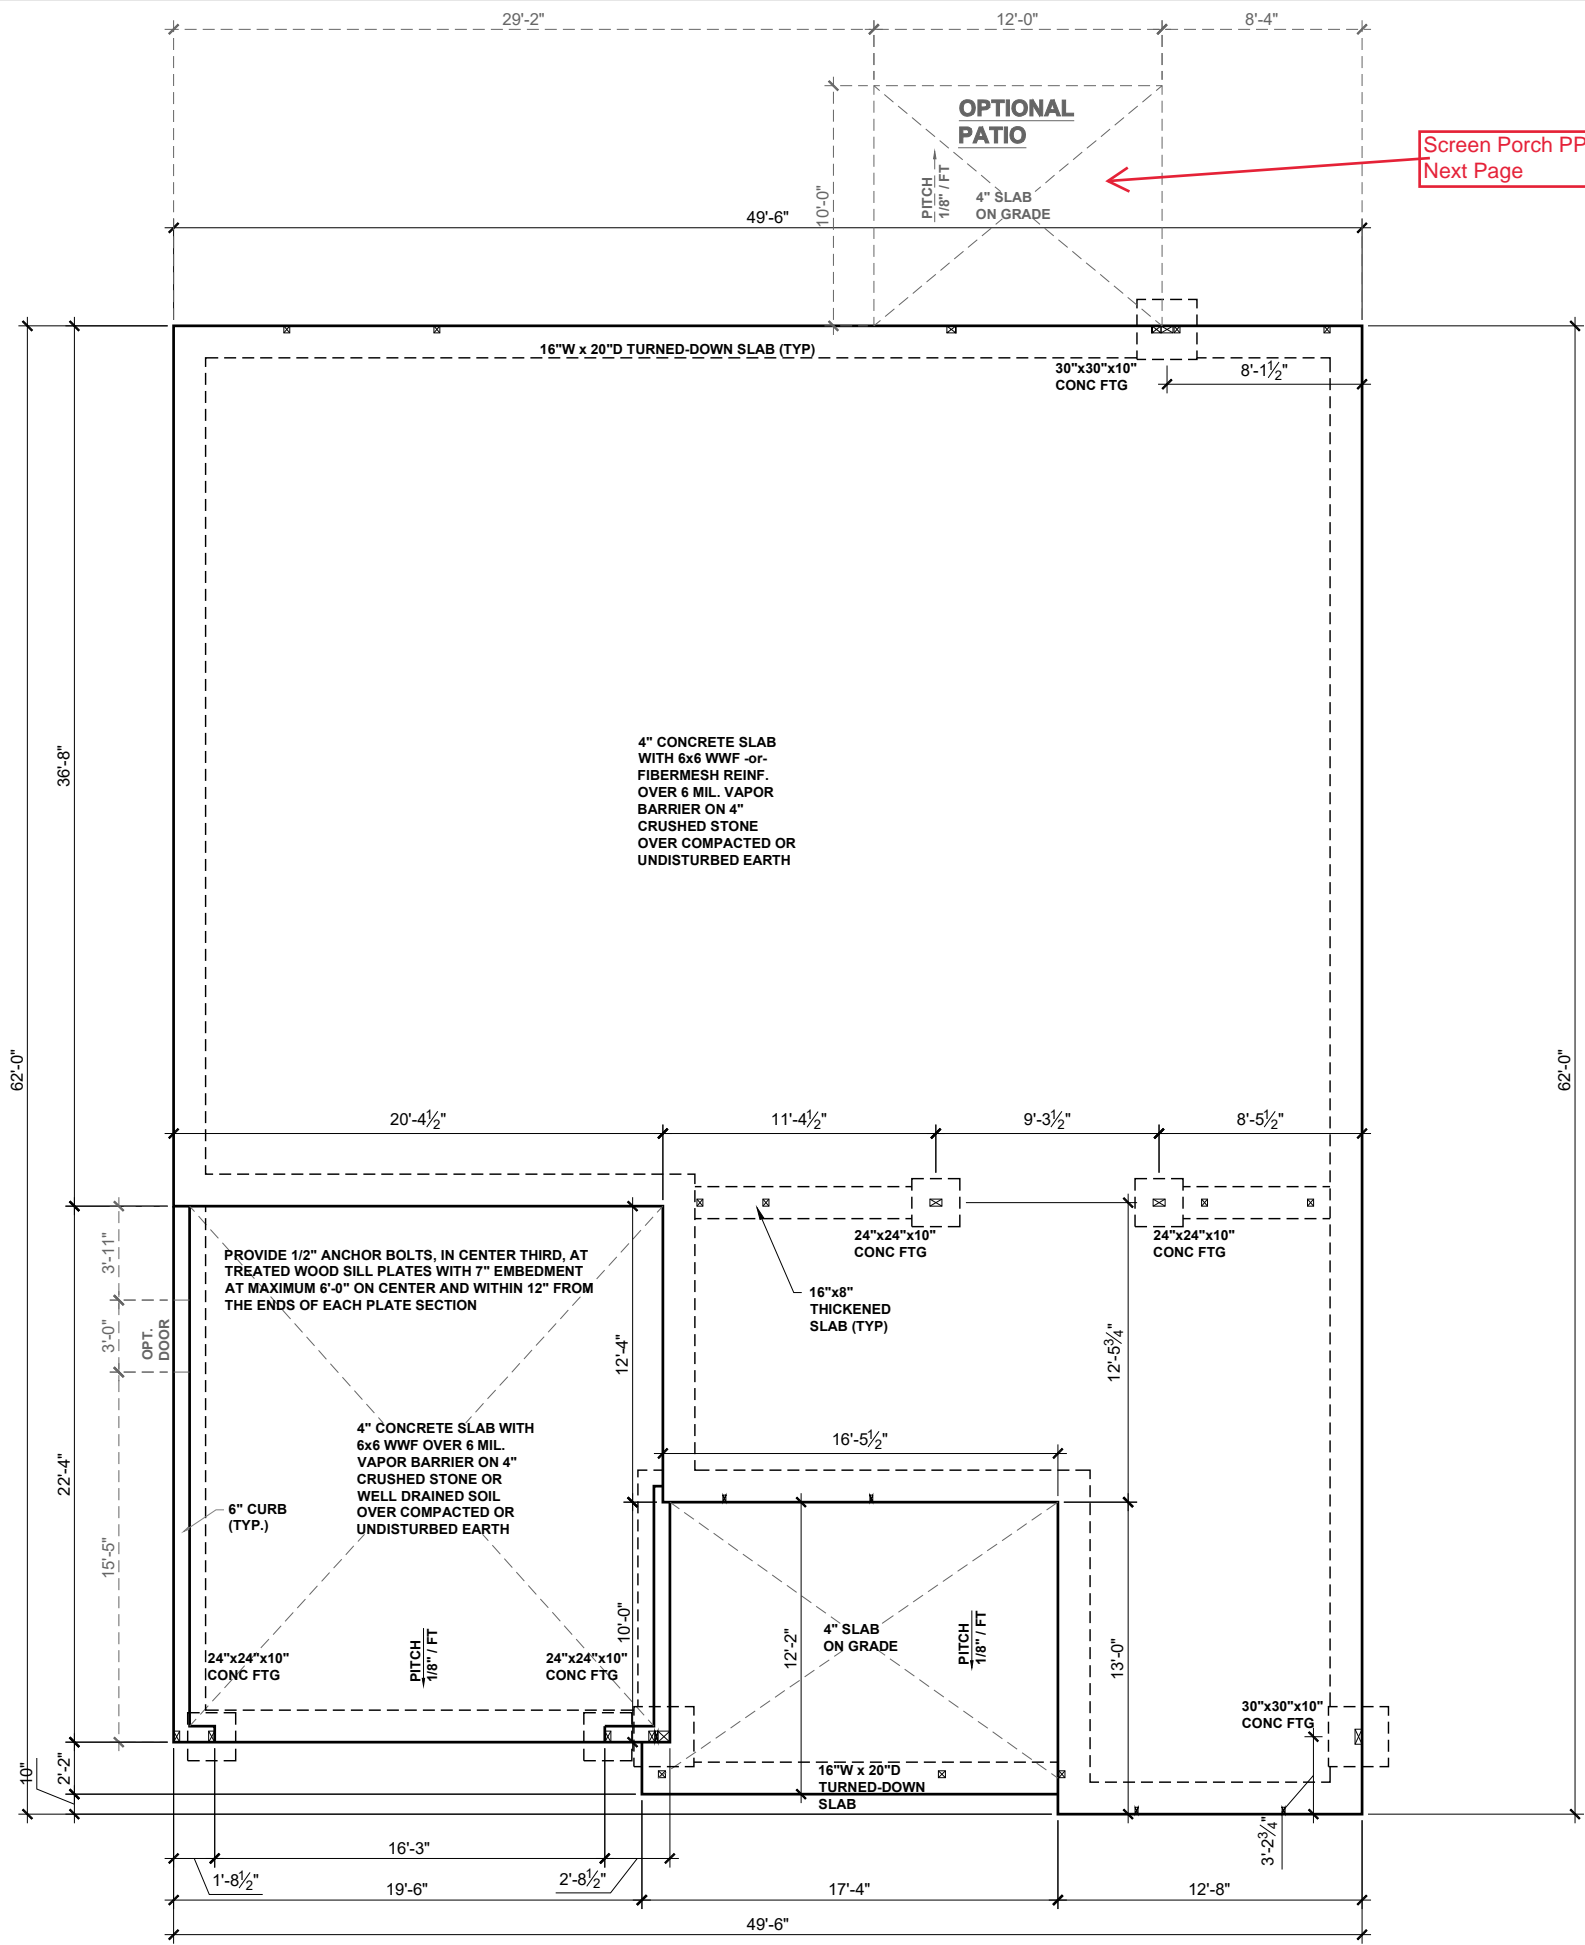 29'-2"
12'-0"
8'-4"
OPTIONAL
PATIO
Screen Porch PP
Next Page
10'-0"
PITCH
1/8" / FT
4" SLAB
ON GRADE
49'-6"
16"W x 20"D TURNED-DOWN SLAB (TYP)
30"x30"x10"
CONC FTG
8'-1½"
36'-8"
4" CONCRETE SLAB
WITH 6x6 WWF -or-
FIBERMESH REINF.
OVER 6 MIL. VAPOR
BARRIER ON 4"
CRUSHED STONE
OVER COMPACTED OR
UNDISTURBED EARTH
62'-0"
62'-0"
20'-4½"
11'-4½"
9'-3½"
8'-5½"
3'-11"
PROVIDE 1/2" ANCHOR BOLTS, IN CENTER THIRD, AT
TREATED WOOD SILL PLATES WITH 7" EMBEDMENT
AT MAXIMUM 6'-0" ON CENTER AND WITHIN 12" FROM
THE ENDS OF EACH PLATE SECTION
24"x24"x10"
CONC FTG
24"x24"x10"
CONC FTG
16"x8"
THICKENED
SLAB (TYP)
3'-0"
OPT.
DOOR
12'-4"
12'-5¾"
22'-4"
4" CONCRETE SLAB WITH
6x6 WWF OVER 6 MIL.
VAPOR BARRIER ON 4"
CRUSHED STONE OR
WELL DRAINED SOIL
OVER COMPACTED OR
UNDISTURBED EARTH
16'-5½"
6" CURB
(TYP.)
15'-5"
10'-0"
12'-2"
4" SLAB
ON GRADE
PITCH
1/8" / FT
PITCH
1/8" / FT
13'-0"
24"x24"x10"
CONC FTG
24"x24"x10"
CONC FTG
30"x30"x10"
CONC FTG
10"
2'-2"
16"W x 20"D
TURNED-DOWN
SLAB
3'-2¾"
16'-3"
1'-8½"
2'-8½"
19'-6"
17'-4"
12'-8"
49'-6"